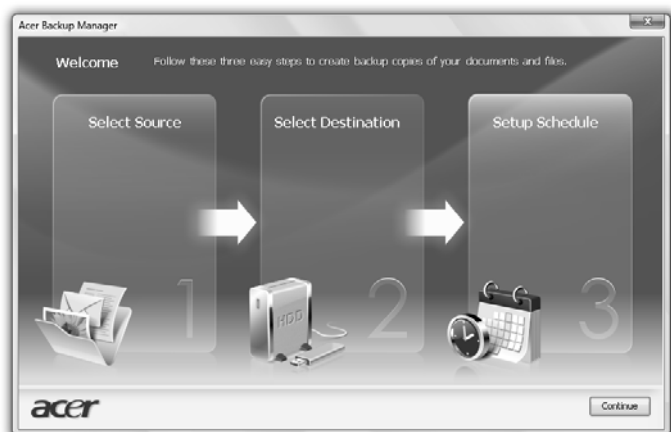 Acer Backup Manager
Welcome
Follow these three easy steps to create backup copies of your documents and files.
Select Source
Select Destination
Setup Schedule
1
HDD
2
3
acer
Continue